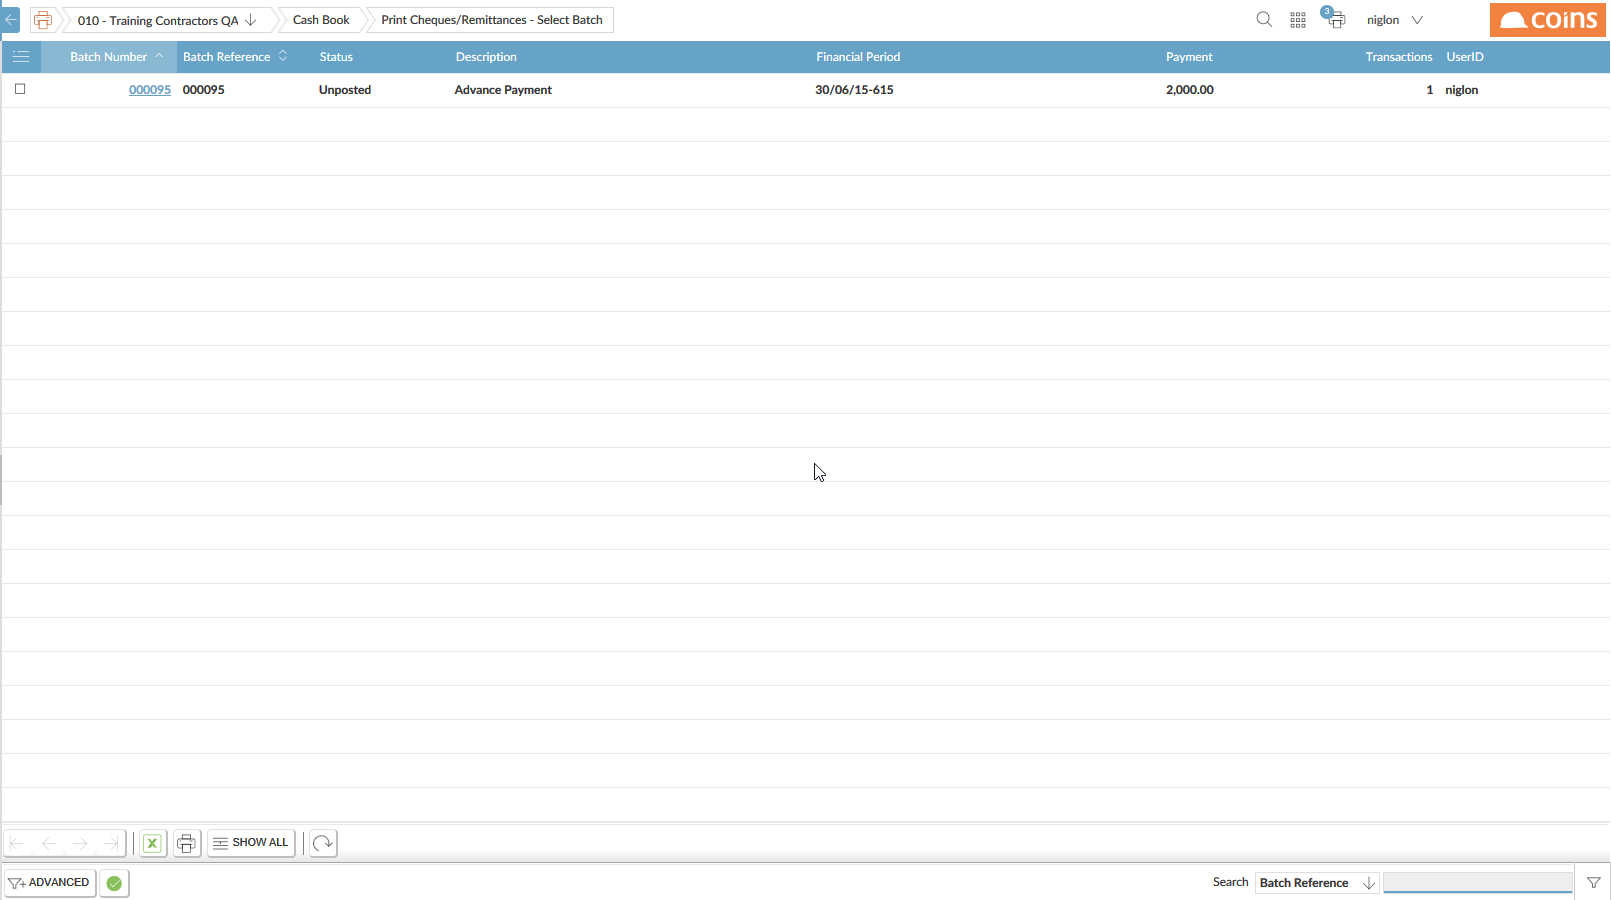 010 - Training Contractors QA Cash Book Print Cheques/Remittances - Select Batch 3 niglon coins
Batch Number Batch Reference Status Description Financial Period Payment Transactions UserID
000095 000095 Unposted Advance Payment 30/06/15-615 2,000.00 1 niglon
X SHOW ALL
ADVANCED Search Batch Reference